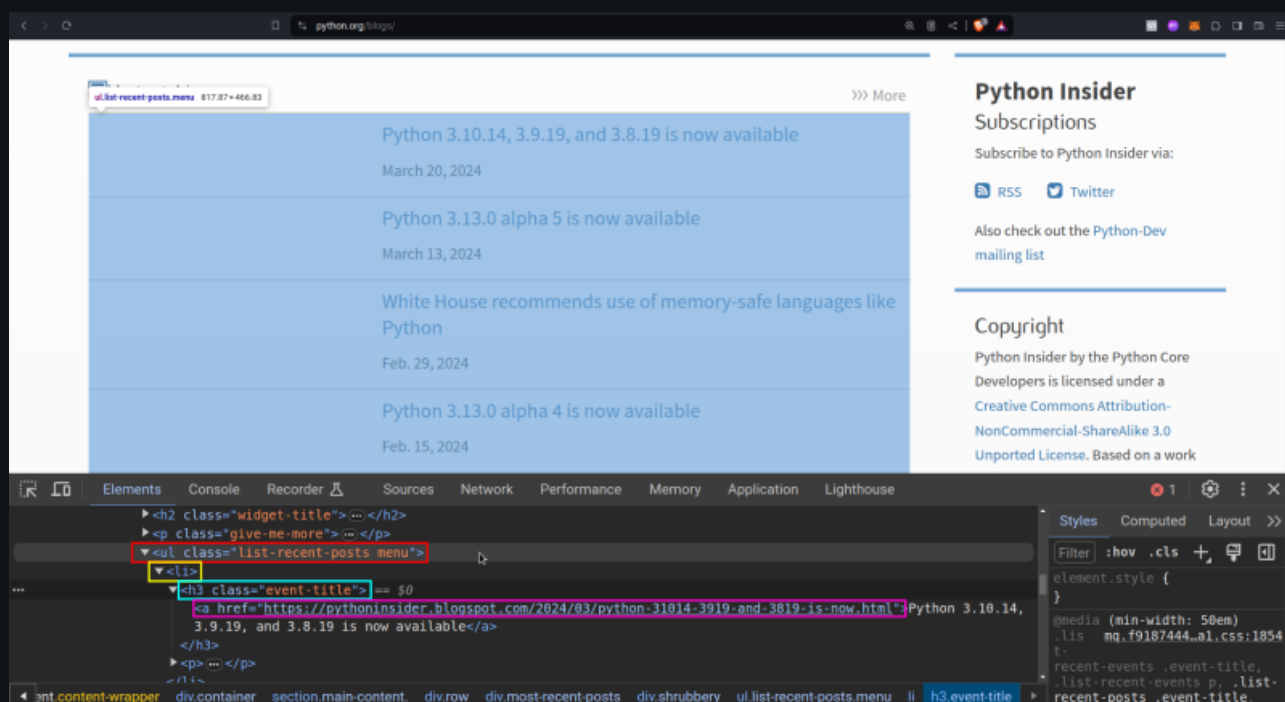 python.org/blogs/
ul.list-recent-posts.menu 817.87×466.83
>>> More
Python 3.10.14, 3.9.19, and 3.8.19 is now available
March 20, 2024
Python 3.13.0 alpha 5 is now available
March 13, 2024
White House recommends use of memory-safe languages like
Python
Feb. 29, 2024
Python 3.13.0 alpha 4 is now available
Feb. 15, 2024
Python Insider
Subscriptions
Subscribe to Python Insider via:
RSS Twitter
Also check out the Python-Dev
mailing list
Copyright
Python Insider by the Python Core
Developers is licensed under a
Creative Commons Attribution-
NonCommercial-ShareAlike 3.0
Unported License. Based on a work
Elements Console Recorder Sources Network Performance Memory Application Lighthouse 1
<h2 class="widget-title">…</h2>
<p class="give-me-more">…</p>
<ul class="list-recent-posts menu">
<li>
<h3 class="event-title"> == $0
<a href="https://pythoninsider.blogspot.com/2024/03/python-31014-3919-and-3819-is-now.html">Python 3.10.14,
3.9.19, and 3.8.19 is now available</a>
</h3>
<p>…</p>
</li>
ent.content-wrapper div.container section.main-content. div.row div.most-recent-posts div.shrubbery ul.list-recent-posts.menu li h3.event-title
Styles Computed Layout
Filter :hov .cls
element.style {
}
@media (min-width: 50em)
.lis mq.f9187444…a1.css:1854
t-
recent-events .event-title,
.list-recent-events p, .list-
recent-posts .event-title